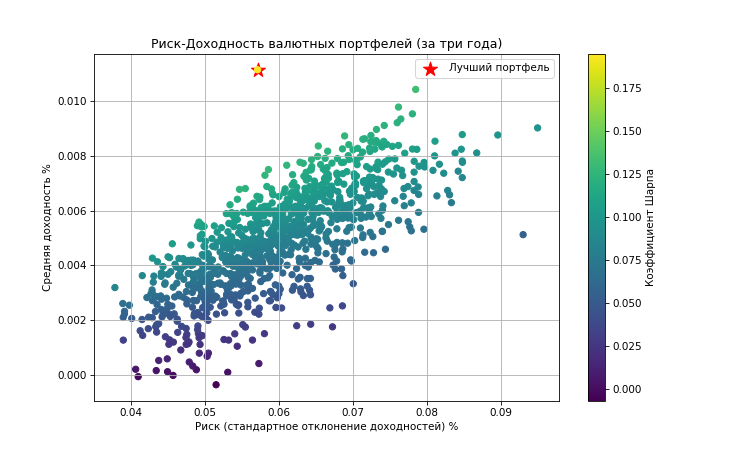 Риск-Доходность валютных портфелей (за три года)
Лучший портфель
Средняя доходность %
0.010
0.008
0.006
0.004
0.002
0.000
0.04 0.05 0.06 0.07 0.08 0.09
Риск (стандартное отклонение доходностей) %
0.175
0.150
0.125
0.100
0.075
0.050
0.025
0.000
Коэффициент Шарпа